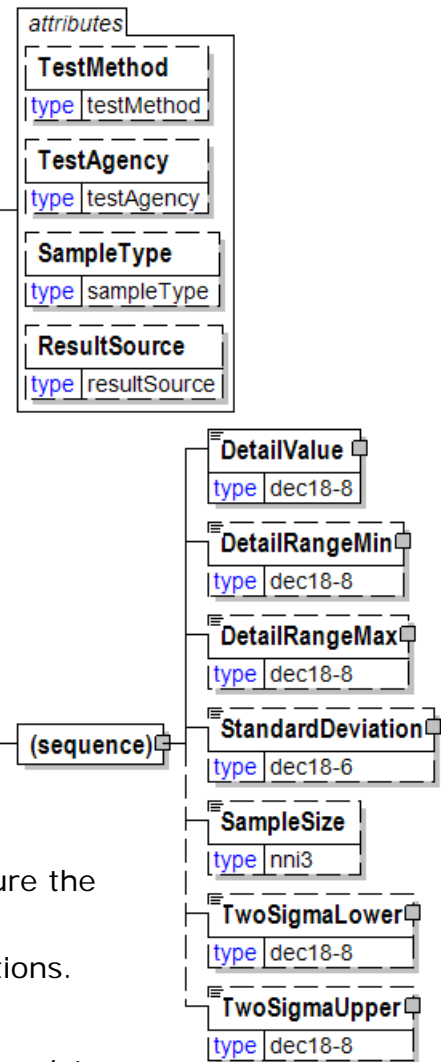 attributes
TestMethod
type testMethod
TestAgency
type testAgency
SampleType
type sampleType
ResultSource
type resultSource
DetailValue
type dec18-8
DetailRangeMin
type dec18-8
DetailRangeMax
type dec18-8
StandardDeviation
type dec18-6
(sequence)
SampleSize
type nni3
TwoSigmaLower
type dec18-8
TwoSigmaUpper
type dec18-8
ure the
tions.